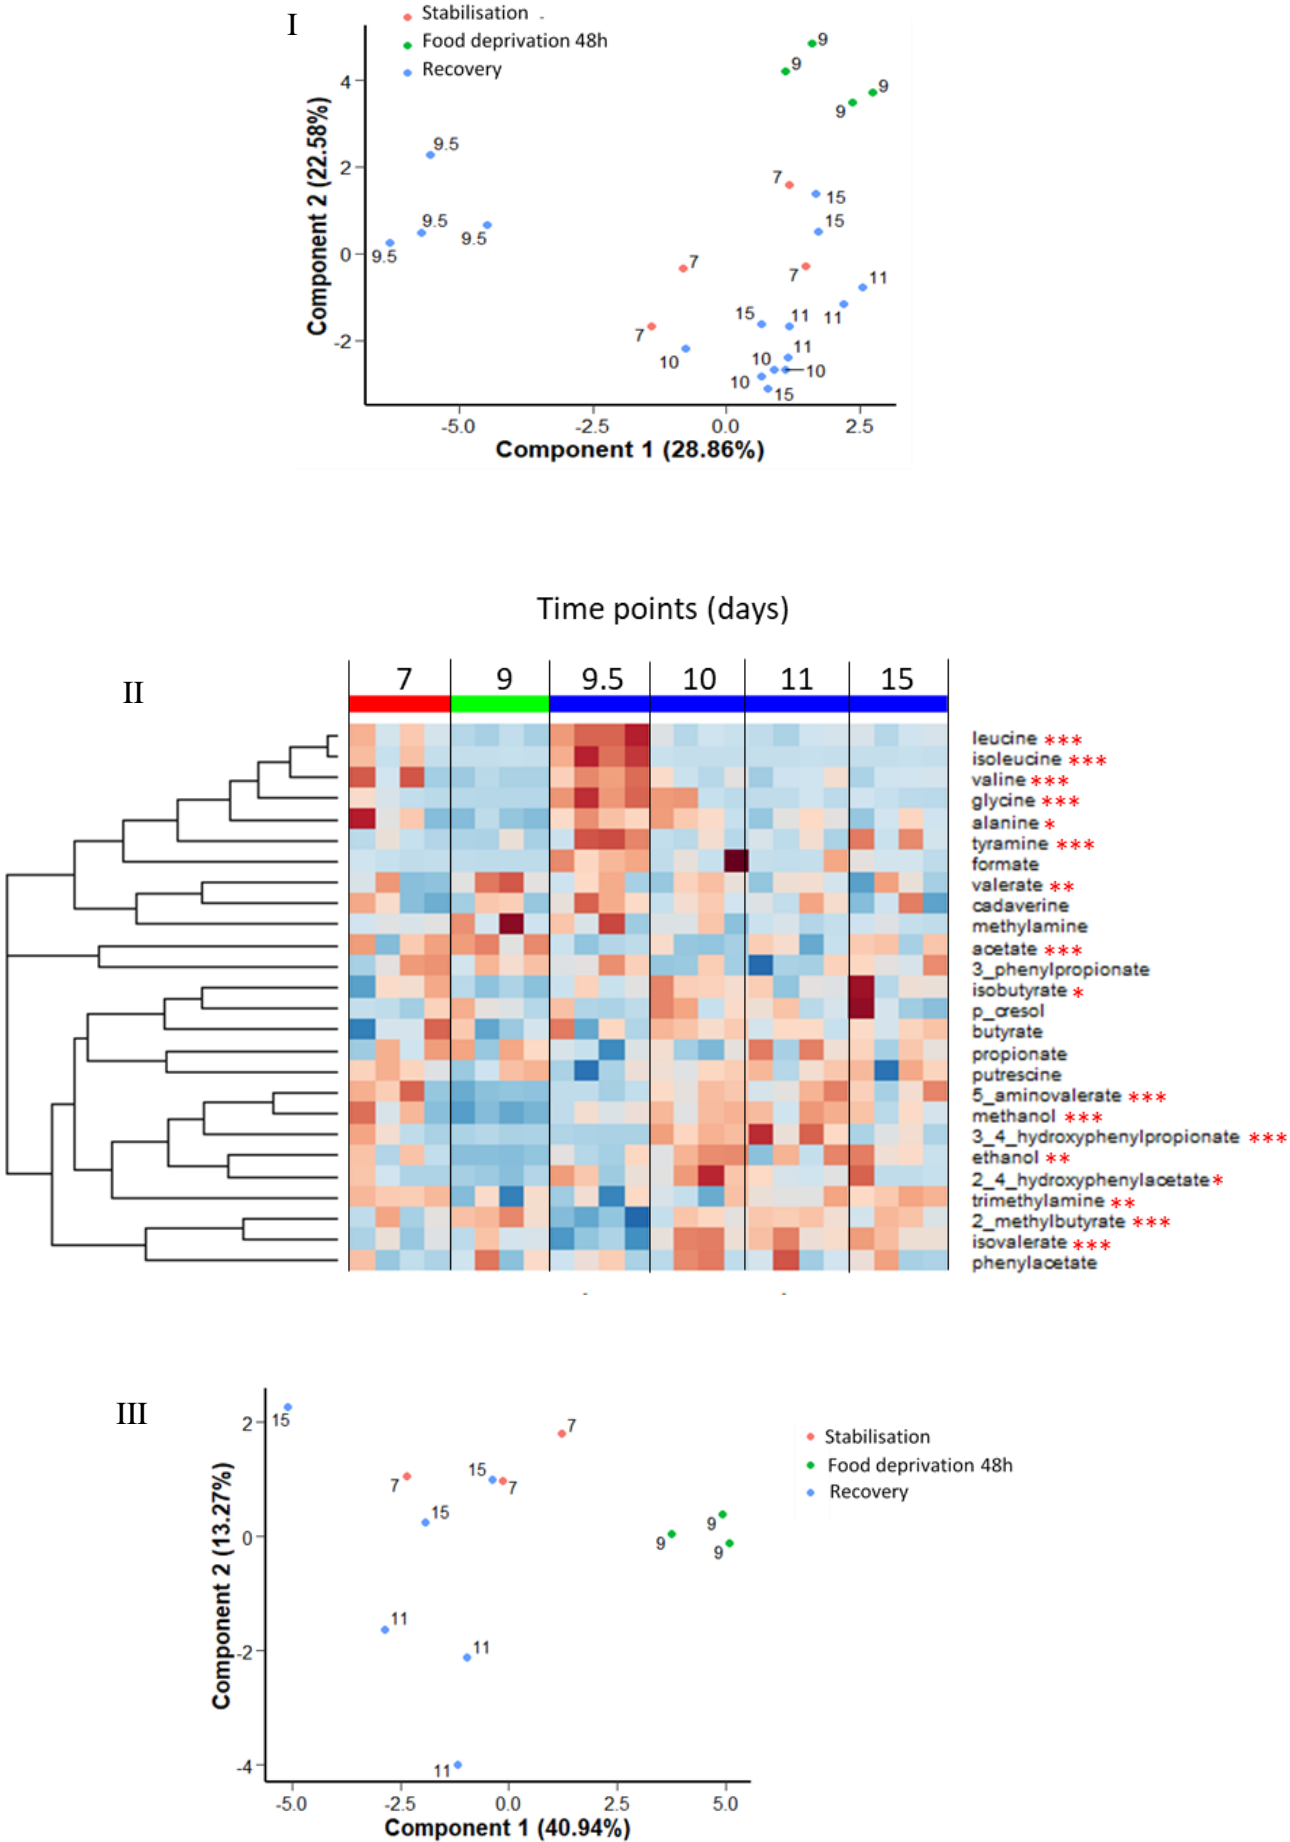 I
Stabilisation
Food deprivation 48h
Recovery
Component 2 (22.58%)
4
2
0
-2
9
9
9
9
9.5
9.5
9.5
9.5
7
15
15
7
7
11
11
7
15
11
10
11
10
10
10
15
-5.0
-2.5
0.0
2.5
Component 1 (28.86%)
Time points (days)
II
7
9
9.5
10
11
15
leucine ***
isoleucine ***
valine ***
glycine ***
alanine *
tyramine ***
formate
valerate **
cadaverine
methylamine
acetate ***
3_phenylpropionate
isobutyrate *
p_cresol
butyrate
propionate
putrescine
5_aminovalerate ***
methanol ***
3_4_hydroxyphenylpropionate ***
ethanol **
2_4_hydroxyphenylacetate *
trimethylamine **
2_methylbutyrate ***
isovalerate ***
phenylacetate
III
Component 2 (13.27%)
2
0
-2
-4
15
7
7
15
7
15
9
9
9
11
11
11
Stabilisation
Food deprivation 48h
Recovery
-5.0
-2.5
0.0
2.5
5.0
Component 1 (40.94%)